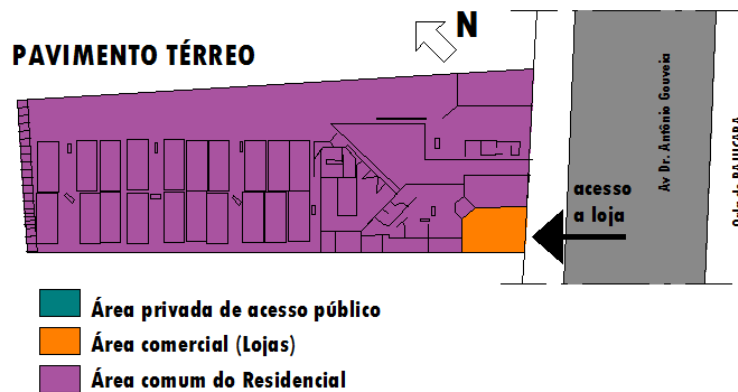 N
PAVIMENTO TÉRREO
Av Dr. Antônio Gouveia
acesso
a loja
Área privada de acesso público
Área comercial (Lojas)
Área comum do Residencial